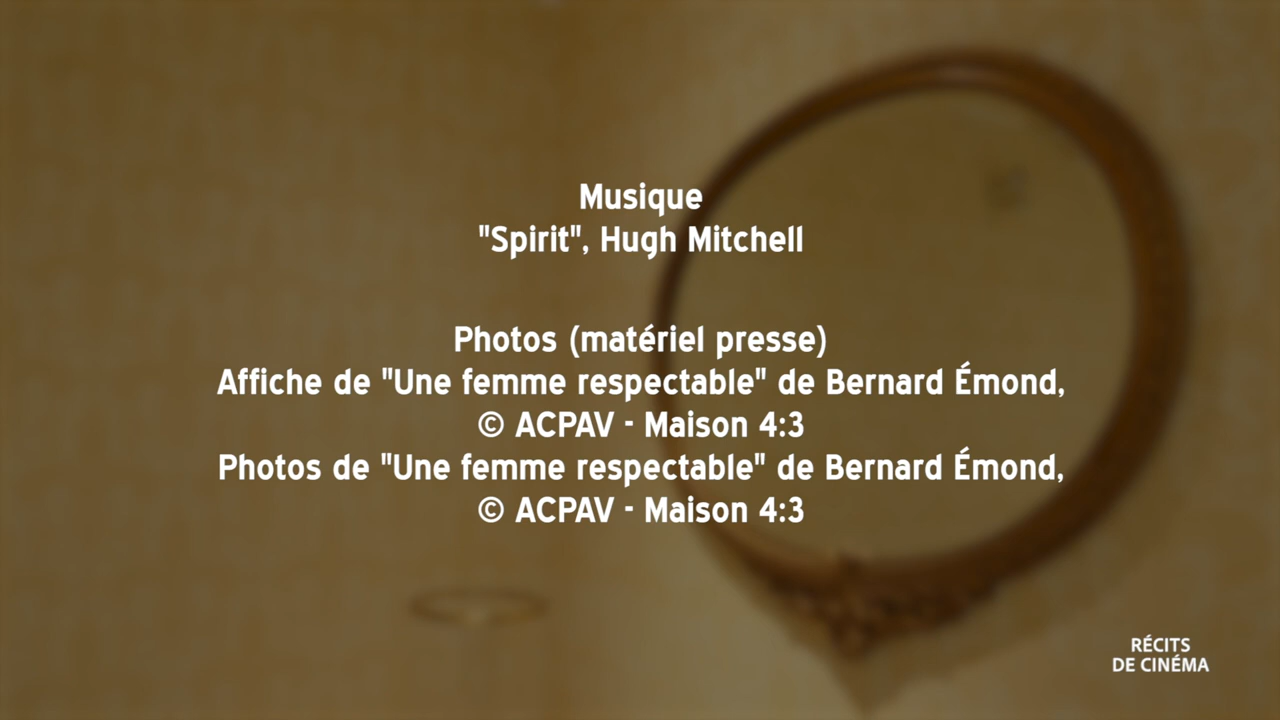 Musique
"Spirit", Hugh Mitchell
Photos (matériel presse)
Affiche de "Une femme respectable" de Bernard Émond,
© ACPAV - Maison 4:3
Photos de "Une femme respectable" de Bernard Émond,
© ACPAV - Maison 4:3
RÉCITS
DE CINÉMA